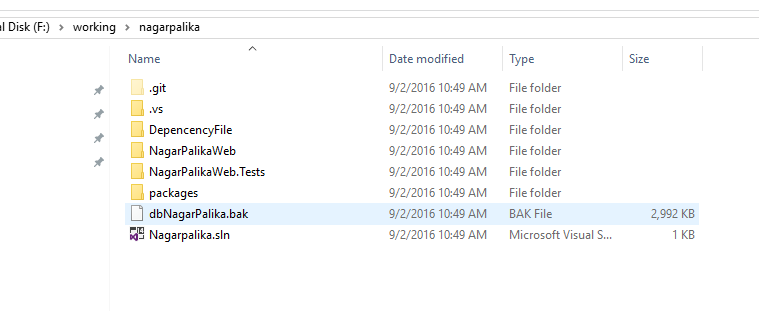 al Disk (F:) > working > nagarpalika
Name Date modified Type Size
.git 9/2/2016 10:49 AM File folder
.vs 9/2/2016 10:49 AM File folder
DepencencyFile 9/2/2016 10:49 AM File folder
NagarPalikaWeb 9/2/2016 10:49 AM File folder
NagarPalikaWeb.Tests 9/2/2016 10:49 AM File folder
packages 9/2/2016 10:49 AM File folder
dbNagarPalika.bak 9/2/2016 10:49 AM BAK File 2,992 KB
Nagarpalika.sln 9/2/2016 10:49 AM Microsoft Visual S... 1 KB